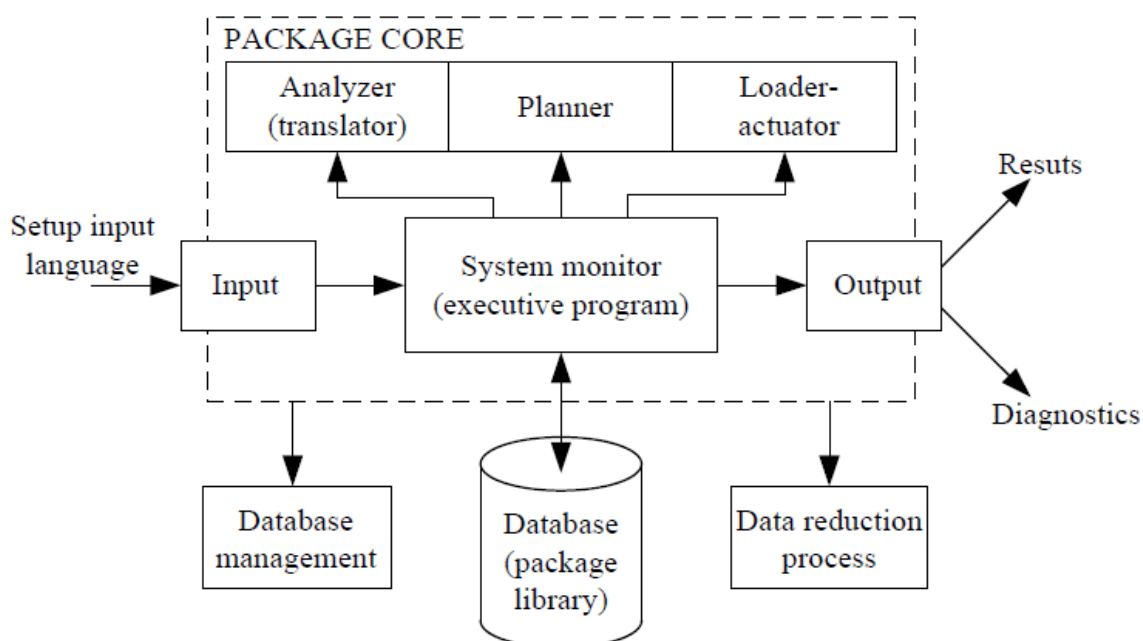 PACKAGE CORE
Analyzer
(translator)
Planner
Loader-
actuator
Resuts
Setup input
language
Input
System monitor
(executive program)
Output
Diagnostics
Database
management
Database
(package
library)
Data reduction
process